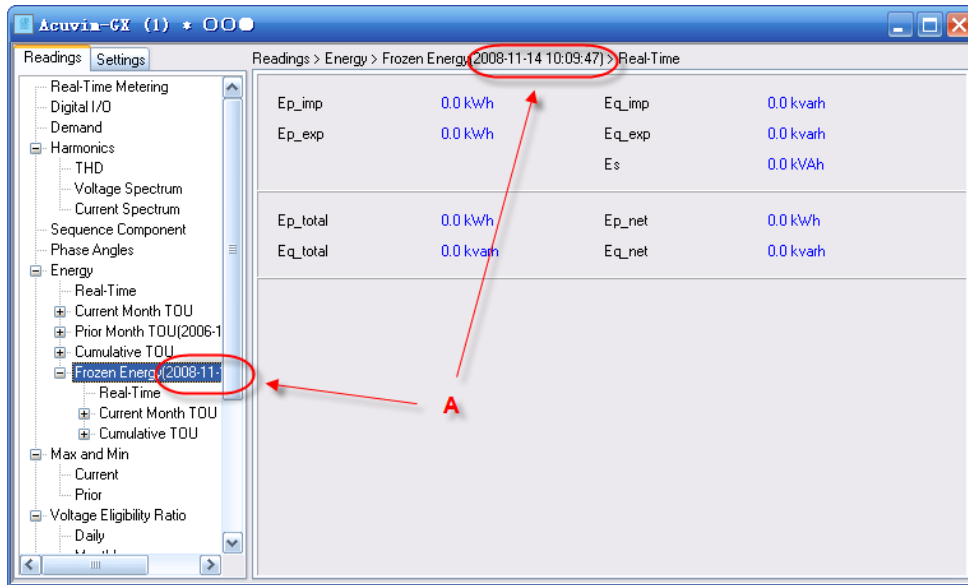 Acuvim-GX (1) *
Readings Settings
Readings > Energy > Frozen Energy(2008-11-14 10:09:47) > Real-Time
Real-Time Metering
Digital I/O
Demand
Harmonics
THD
Voltage Spectrum
Current Spectrum
Sequence Component
Phase Angles
Energy
Real-Time
Current Month TOU
Prior Month TOU(2006-1
Cumulative TOU
Frozen Energy(2008-11-
Real-Time
Current Month TOU
Cumulative TOU
Max and Min
Current
Prior
Voltage Eligibility Ratio
Daily
Ep_imp 0.0 kWh Eq_imp 0.0 kvarh
Ep_exp 0.0 kWh Eq_exp 0.0 kvarh
Es 0.0 kVAh
Ep_total 0.0 kWh Ep_net 0.0 kWh
Eq_total 0.0 kvarh Eq_net 0.0 kvarh
A